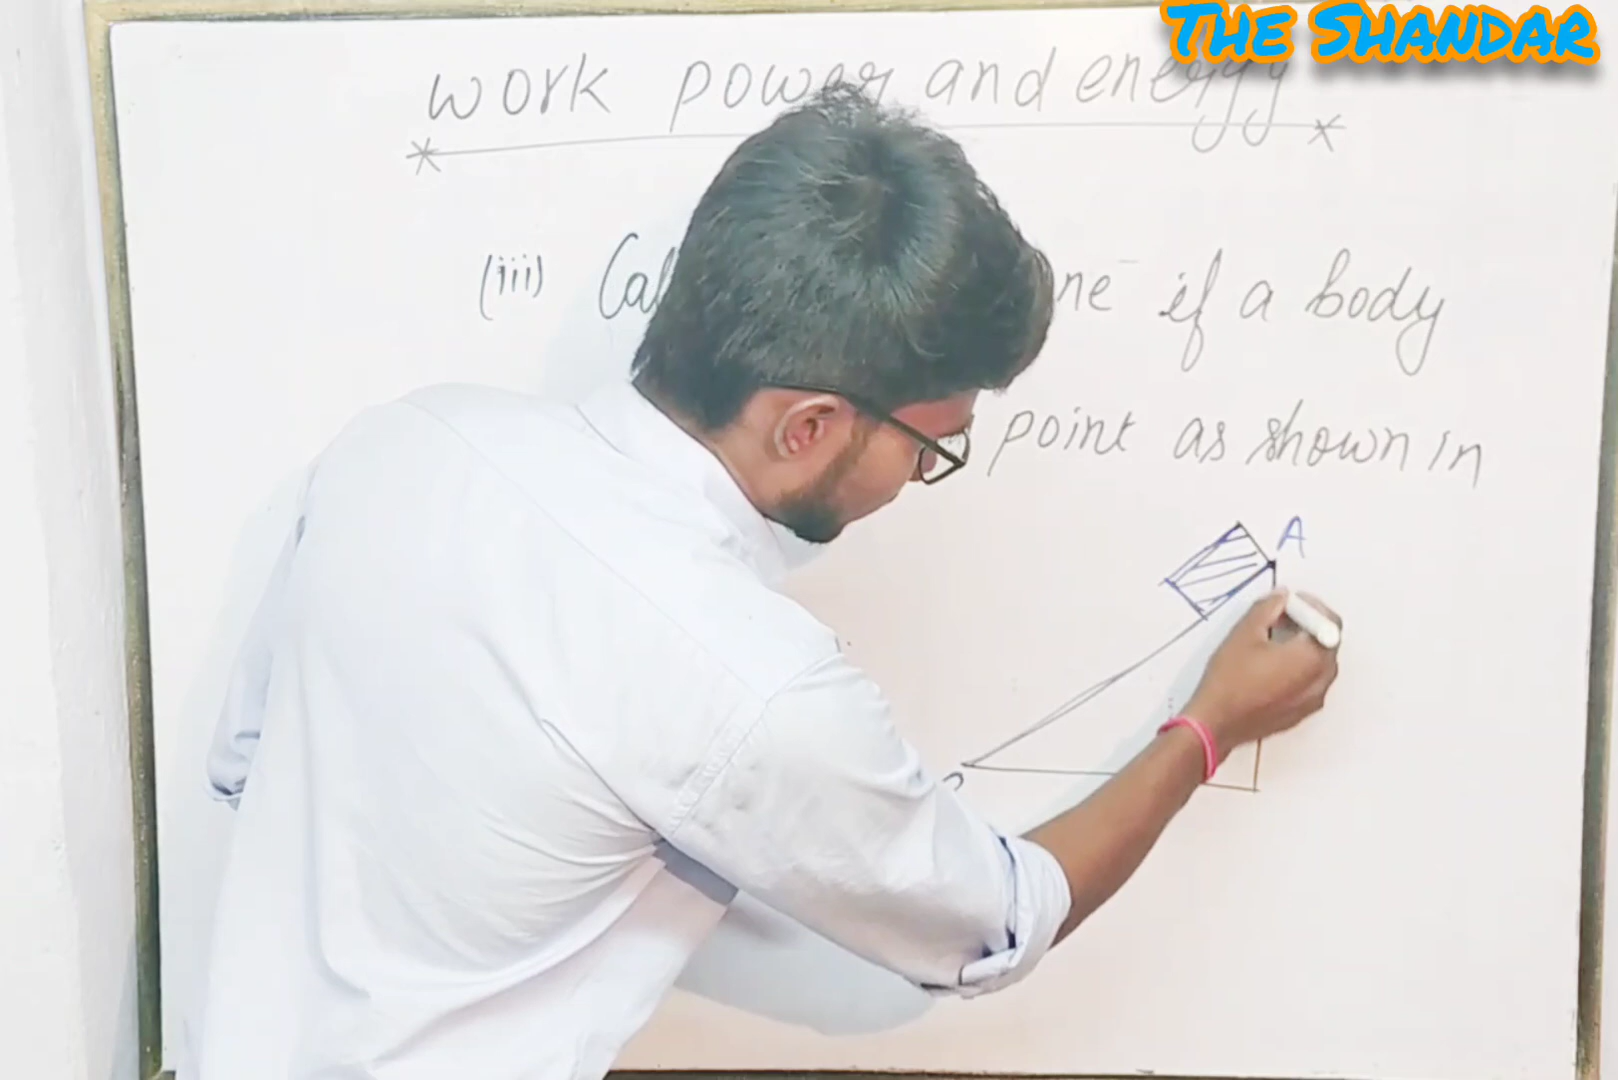 THE SHANDAR
work power and energy
(iii) Cal ne if a body
point as shown in
A